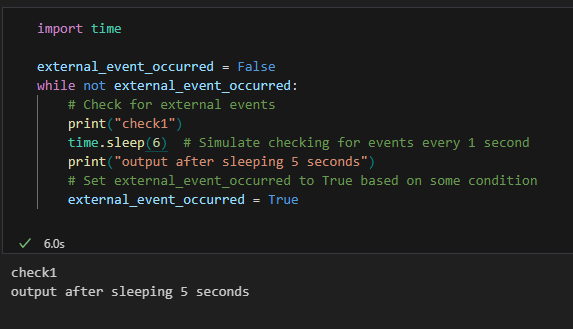 import time
external_event_occurred = False
while not external_event_occurred:
# Check for external events
print("check1")
time.sleep(6)  # Simulate checking for events every 1 second
print("output after sleeping 5 seconds")
# Set external_event_occurred to True based on some condition
external_event_occurred = True
6.0s
check1
output after sleeping 5 seconds